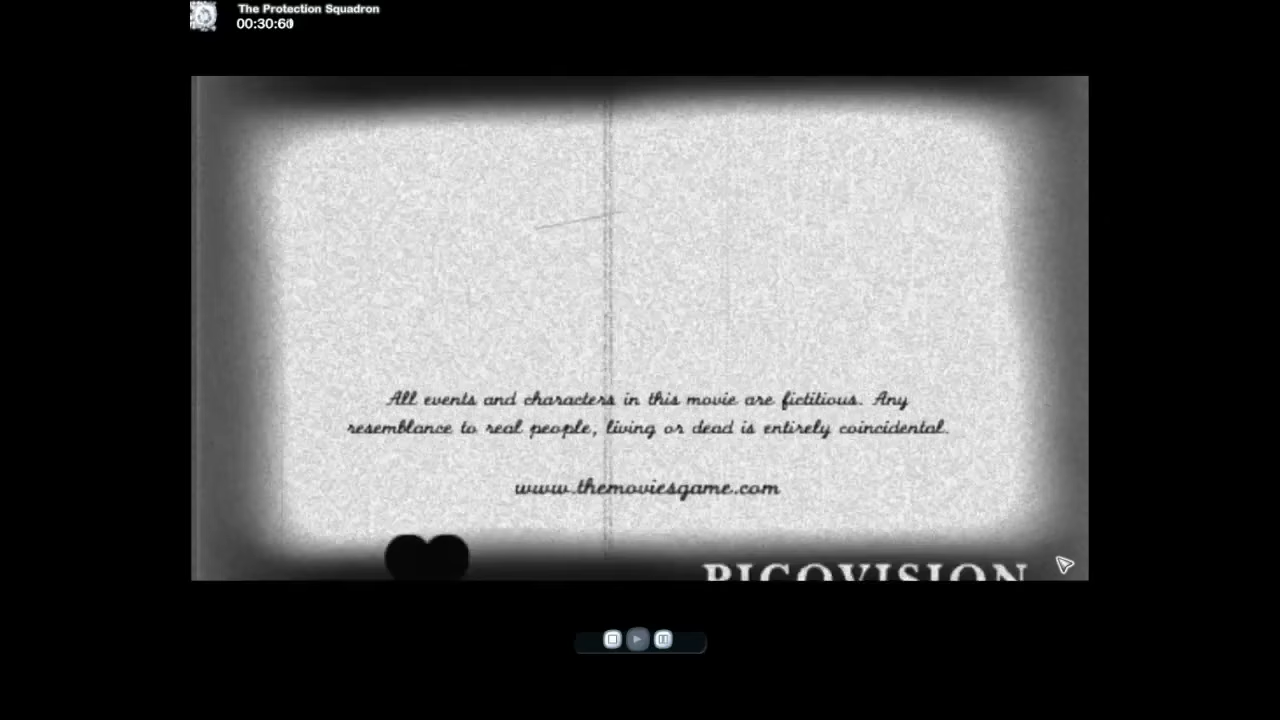 The Protection Squadron
00:30:60
All events and characters in this movie are fictitious. Any
resemblance to real people, living or dead is entirely coincidental.
www.themoviesgame.com
PICOVISION